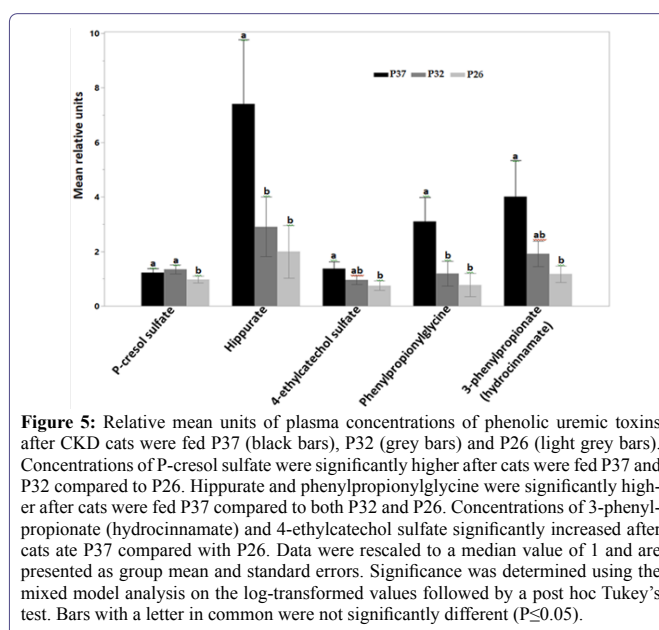 10
8
6
4
2
0
Mean relative units
P37 P32 P26
a
b
b
a
a
b
a
ab
b
a
b
b
a
ab
b
P-cresol sulfate
Hippurate
4-ethylcatechol sulfate
Phenylpropionylglycine
3-phenylpropionate
(hydrocinnamate)
Figure 5: Relative mean units of plasma concentrations of phenolic uremic toxins
after CKD cats were fed P37 (black bars), P32 (grey bars) and P26 (light grey bars).
Concentrations of P-cresol sulfate were significantly higher after cats were fed P37 and
P32 compared to P26. Hippurate and phenylpropionylglycine were significantly high-
er after cats were fed P37 compared to both P32 and P26. Concentrations of 3-phenyl-
propionate (hydrocinnamate) and 4-ethylcatechol sulfate significantly increased after
cats ate P37 compared with P26. Data were rescaled to a median value of 1 and are
presented as group mean and standard errors. Significance was determined using the
mixed model analysis on the log-transformed values followed by a post hoc Tukey's
test. Bars with a letter in common were not significantly different (P≤0.05).